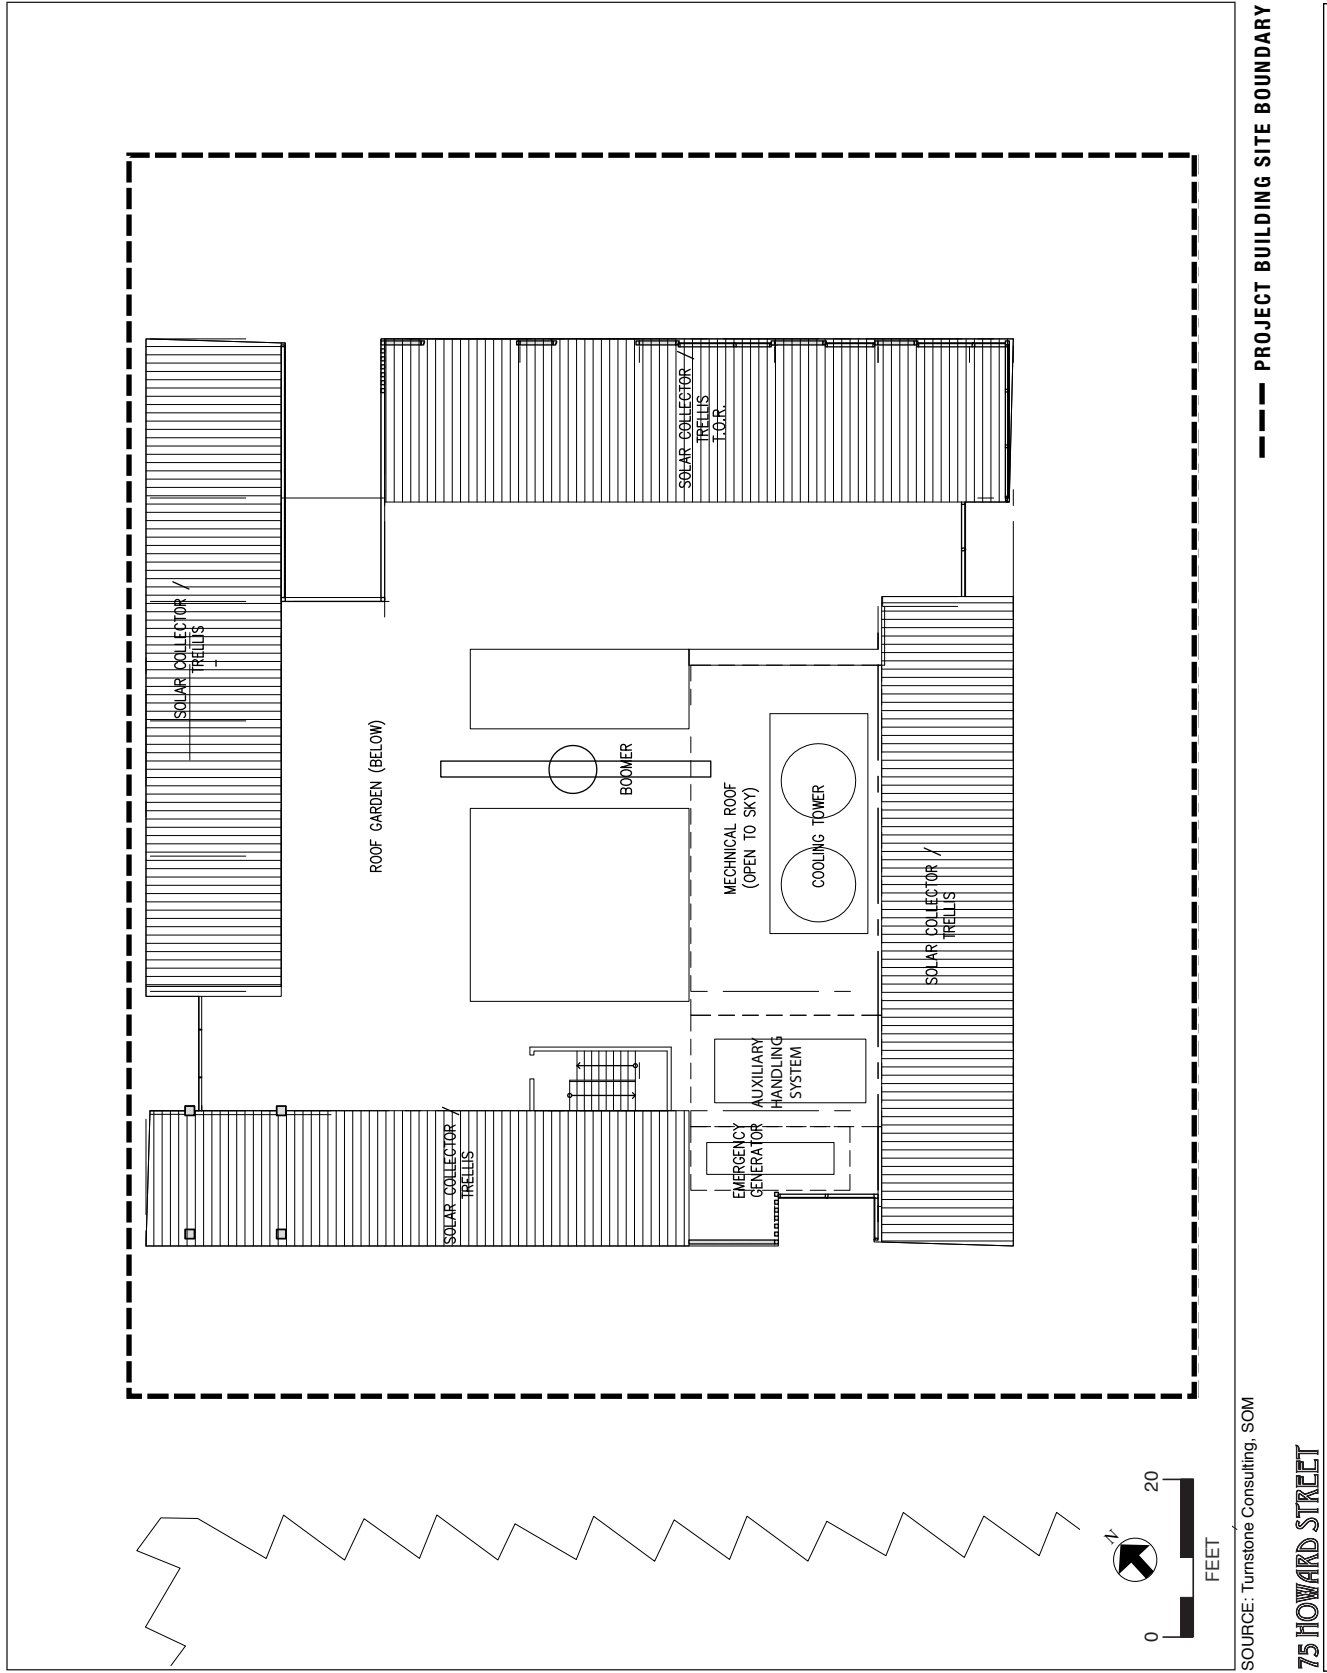 SOLAR COLLECTOR /
TRELLIS
SOLAR COLLECTOR /
TRELLIS
ROOF GARDEN (BELOW)
SOLAR COLLECTOR /
TRELLIS
T.O.R.
BOOMER
EMERGENCY
GENERATOR
AUXILIARY
HANDLING
SYSTEM
MECHNICAL ROOF
(OPEN TO SKY)
COOLING TOWER
SOLAR COLLECTOR /
TRELLIS
N
0
20
FEET
SOURCE: Turnstone Consulting, SOM
PROJECT BUILDING SITE BOUNDARY
75 HOWARD STREET